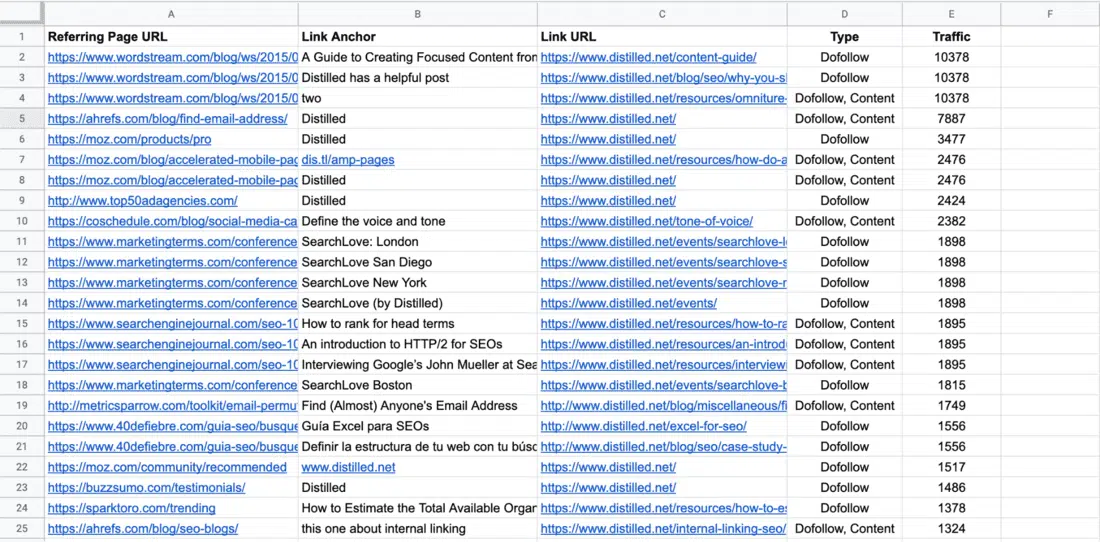 A B C D E F
1 Referring Page URL Link Anchor Link URL Type Traffic
2 https://www.wordstream.com/blog/ws/2015/0 A Guide to Creating Focused Content from https://www.distilled.net/content-guide/ Dofollow 10378
3 https://www.wordstream.com/blog/ws/2015/0 Distilled has a helpful post https://www.distilled.net/blog/seo/why-you-s Dofollow 10378
4 https://www.wordstream.com/blog/ws/2015/0 two https://www.distilled.net/resources/omniture- Dofollow, Content 10378
5 https://ahrefs.com/blog/find-email-address/ Distilled https://www.distilled.net/ Dofollow, Content 7887
6 https://moz.com/products/pro Distilled https://www.distilled.net/ Dofollow 3477
7 https://moz.com/blog/accelerated-mobile-pag dis.tl/amp-pages https://www.distilled.net/resources/how-do-a Dofollow, Content 2476
8 https://moz.com/blog/accelerated-mobile-pag Distilled https://www.distilled.net/ Dofollow, Content 2476
9 http://www.top50adagencies.com/ Distilled https://www.distilled.net/ Dofollow 2424
10 https://coschedule.com/blog/social-media-ca Define the voice and tone https://www.distilled.net/tone-of-voice/ Dofollow, Content 2382
11 https://www.marketingterms.com/conference SearchLove: London https://www.distilled.net/events/searchlove-l Dofollow 1898
12 https://www.marketingterms.com/conference SearchLove San Diego https://www.distilled.net/events/searchlove-s Dofollow 1898
13 https://www.marketingterms.com/conference SearchLove New York https://www.distilled.net/events/searchlove-n Dofollow 1898
14 https://www.marketingterms.com/conference SearchLove (by Distilled) https://www.distilled.net/events/ Dofollow 1898
15 https://www.searchenginejournal.com/seo-10 How to rank for head terms https://www.distilled.net/resources/how-to-ra Dofollow, Content 1895
16 https://www.searchenginejournal.com/seo-10 An introduction to HTTP/2 for SEOs https://www.distilled.net/resources/an-introd Dofollow, Content 1895
17 https://www.searchenginejournal.com/seo-10 Interviewing Google's John Mueller at Sea https://www.distilled.net/resources/interviewi Dofollow, Content 1895
18 https://www.marketingterms.com/conference SearchLove Boston https://www.distilled.net/events/searchlove-b Dofollow 1815
19 http://metricsparrow.com/toolkit/email-permu Find (Almost) Anyone's Email Address http://www.distilled.net/blog/miscellaneous/fi Dofollow, Content 1749
20 https://www.40defiebre.com/guia-seo/busque Guía Excel para SEOs http://www.distilled.net/excel-for-seo/ Dofollow 1556
21 https://www.40defiebre.com/guia-seo/busque Definir la estructura de tu web con tu búsq http://www.distilled.net/blog/seo/case-study- Dofollow 1556
22 https://moz.com/community/recommended www.distilled.net https://www.distilled.net/ Dofollow 1517
23 https://buzzsumo.com/testimonials/ Distilled https://www.distilled.net/ Dofollow 1486
24 https://sparktoro.com/trending How to Estimate the Total Available Organ https://www.distilled.net/resources/how-to-es Dofollow 1378
25 https://ahrefs.com/blog/seo-blogs/ this one about internal linking https://www.distilled.net/internal-linking-seo/ Dofollow, Content 1324